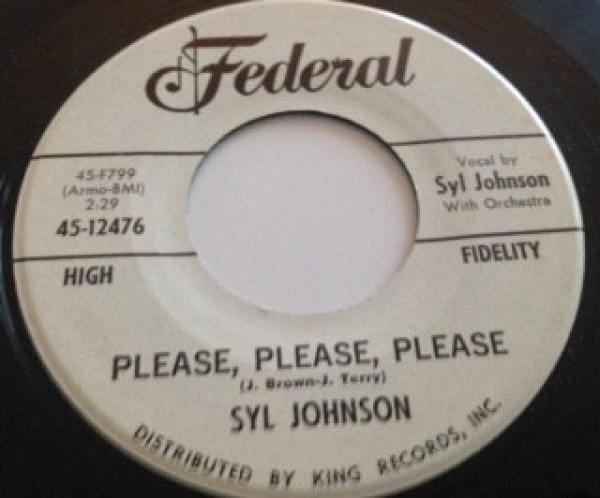 Federal
45-F799
(Armo-BMI)
2:29
45-12476
Vocal by
Syl Johnson
With Orchestra
HIGH
FIDELITY
PLEASE, PLEASE, PLEASE
(J. Brown-J. Terry)
SYL JOHNSON
DISTRIBUTED BY KING RECORDS, INC.